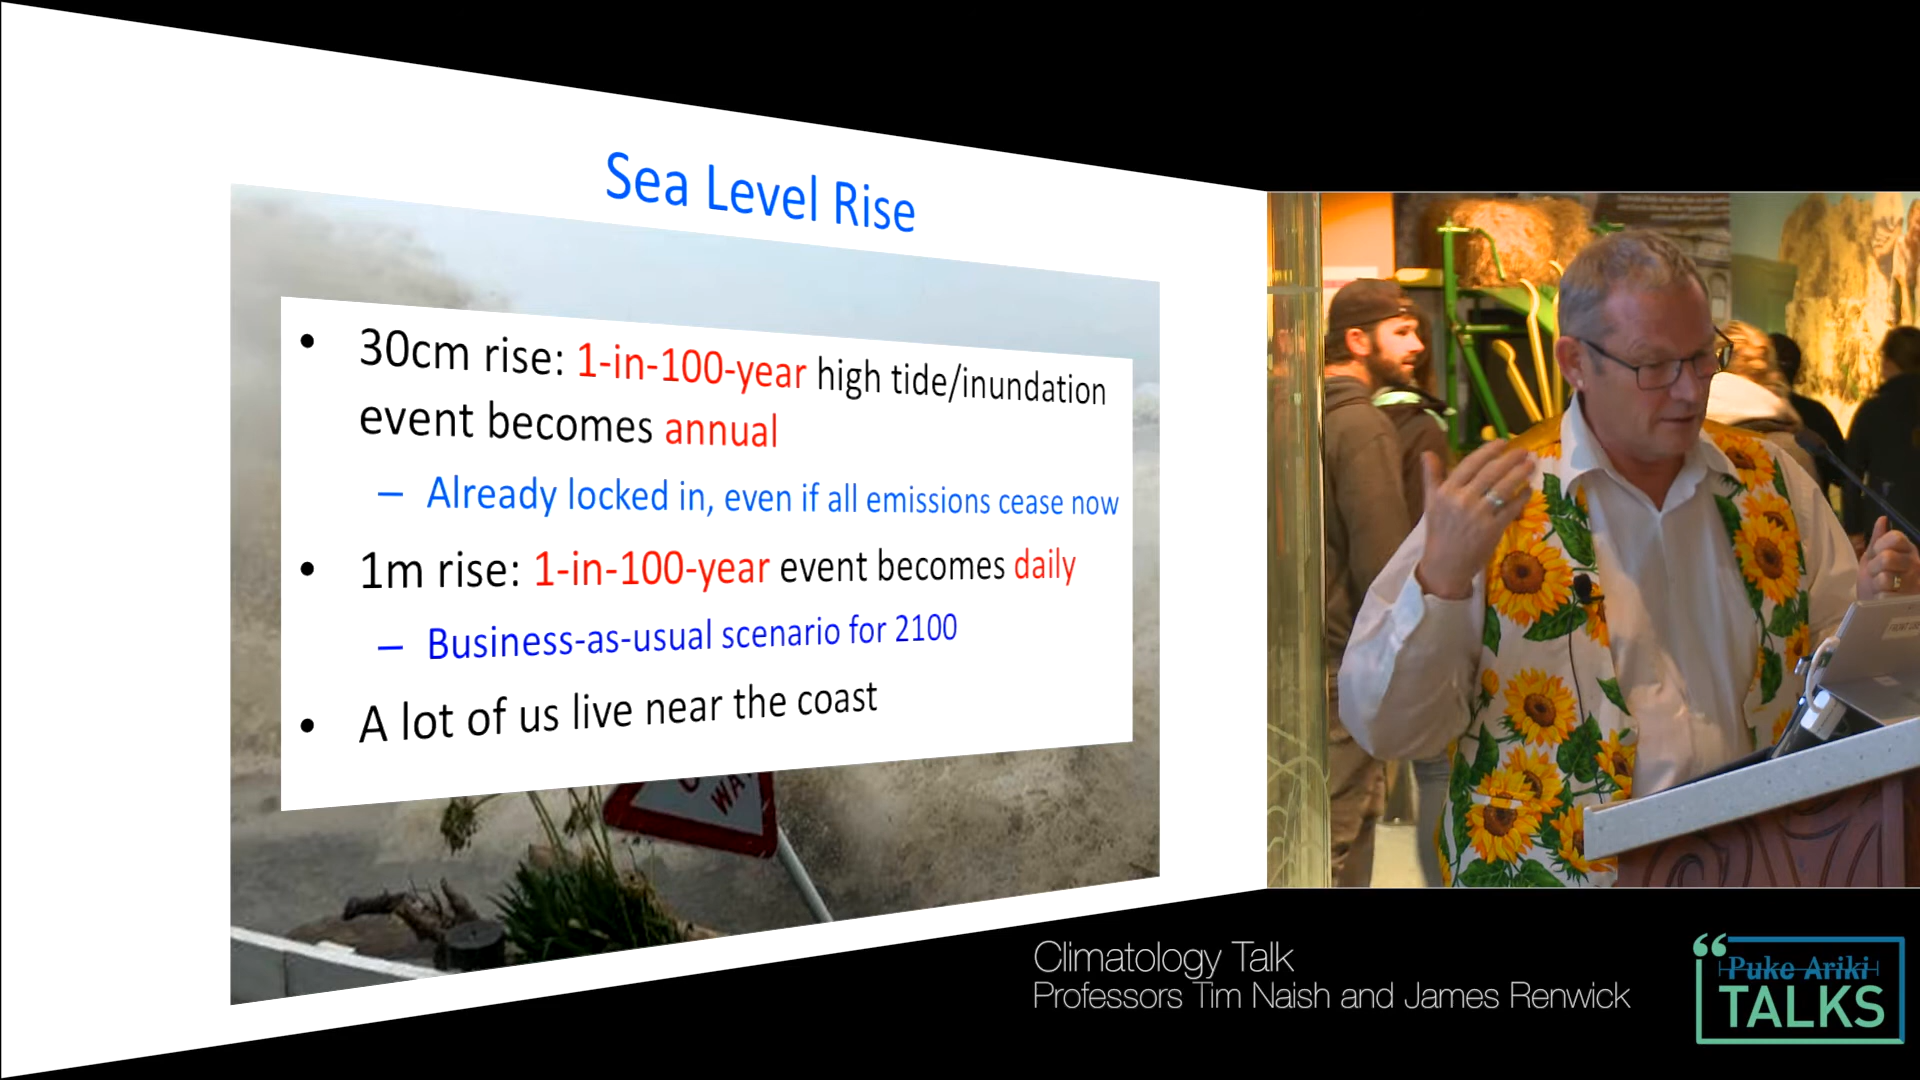 Sea Level Rise
• 30cm rise: 1-in-100-year high tide/inundation
event becomes annual
– Already locked in, even if all emissions cease now
• 1m rise: 1-in-100-year event becomes daily
– Business-as-usual scenario for 2100
• A lot of us live near the coast
WAY
Climatology Talk
Professors Tim Naish and James Renwick
“Puke Ariki
TALKS